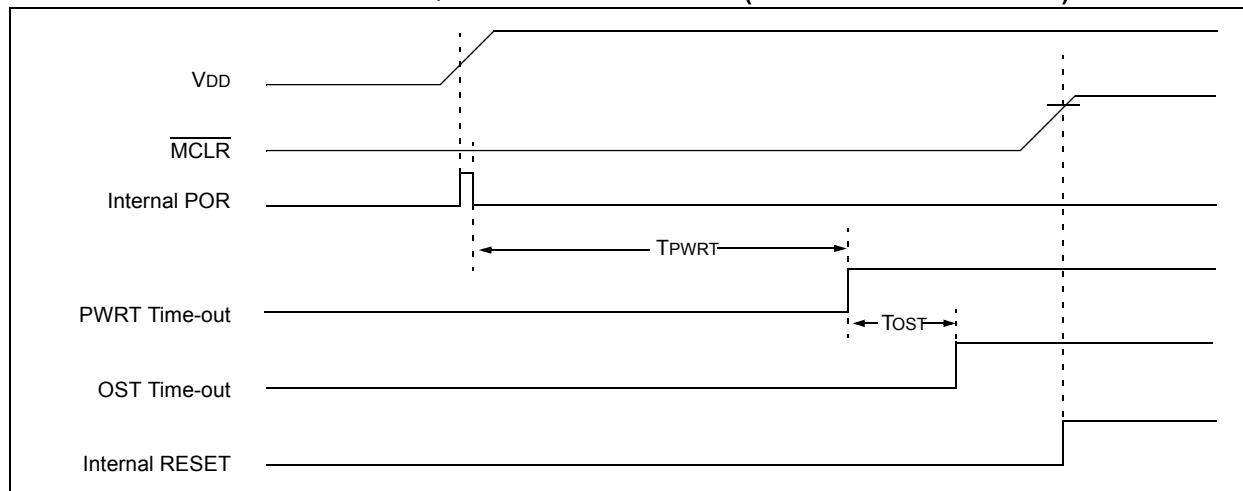 VDD
MCLR
Internal POR
TPWRT
PWRT Time-out
TOST
OST Time-out
Internal RESET